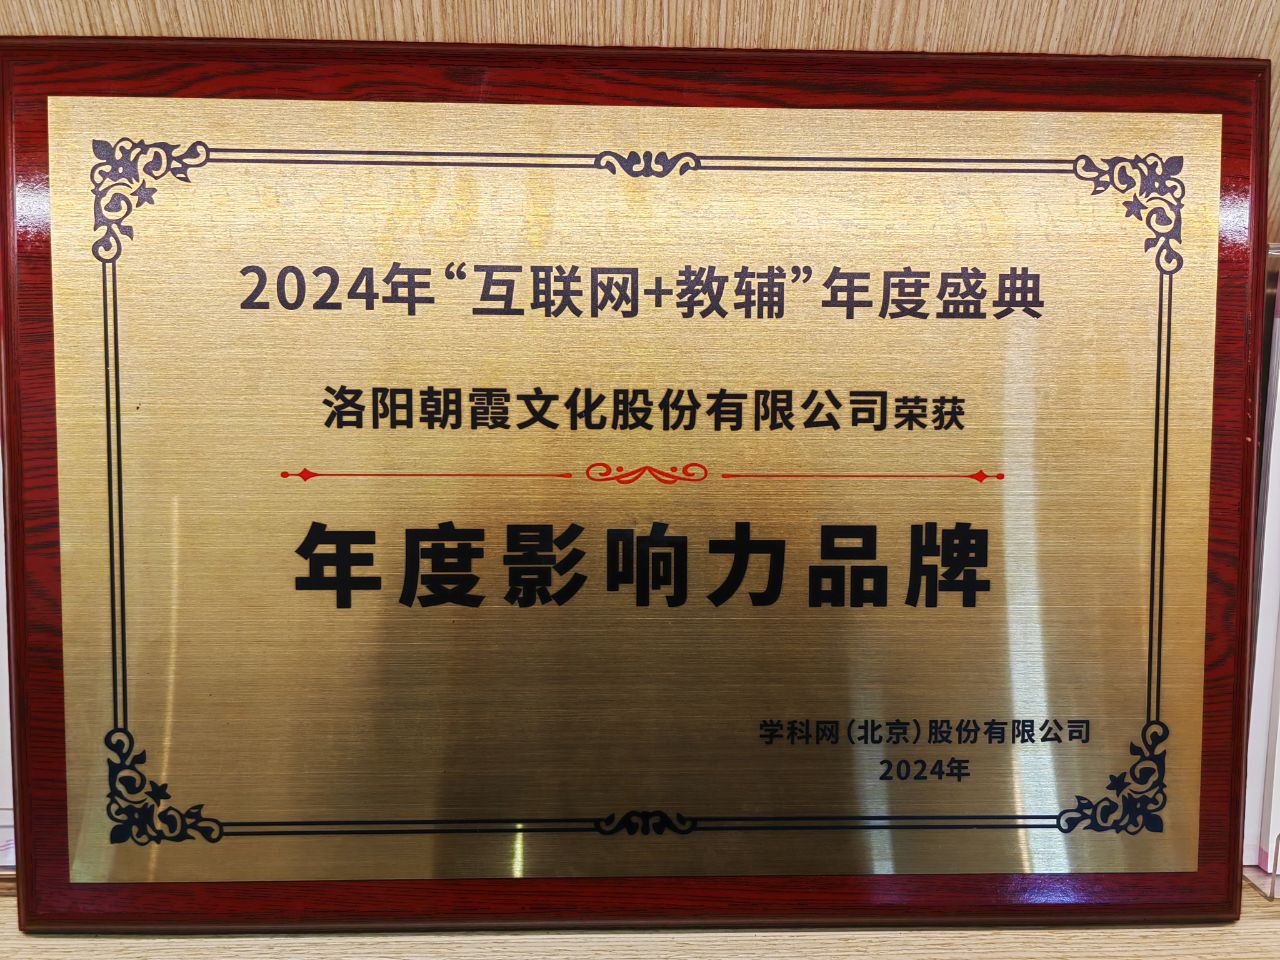 2024年“互联网+教辅”年度盛典
洛阳朝霞文化股份有限公司荣获
年度影响力品牌
学科网(北京)股份有限公司
2024年